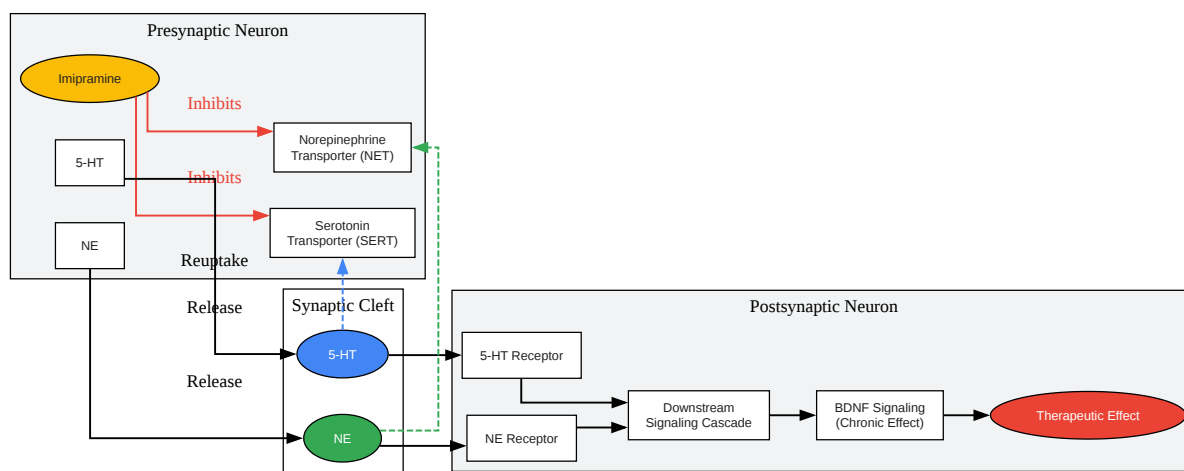 Presynaptic Neuron
Imipramine
Inhibits
Norepinephrine
Transporter (NET)
5-HT
Inhibits
Serotonin
Transporter (SERT)
NE
Reuptake
Release
Synaptic Cleft
Postsynaptic Neuron
5-HT
5-HT Receptor
Release
Downstream
Signaling Cascade
BDNF Signaling
(Chronic Effect)
Therapeutic Effect
NE
NE Receptor